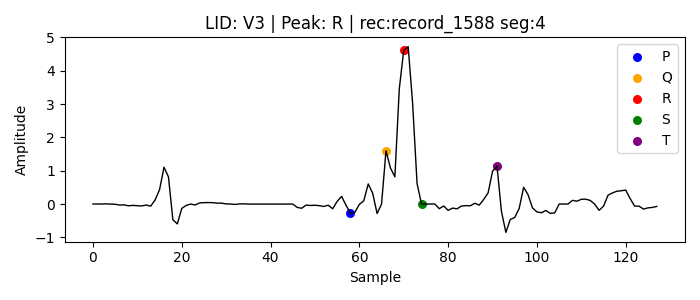 LID: V3 | Peak: R | rec:record_1588 seg:4
Amplitude
5
4
3
2
1
0
−1
0 20 40 60 80 100 120
Sample
P
Q
R
S
T